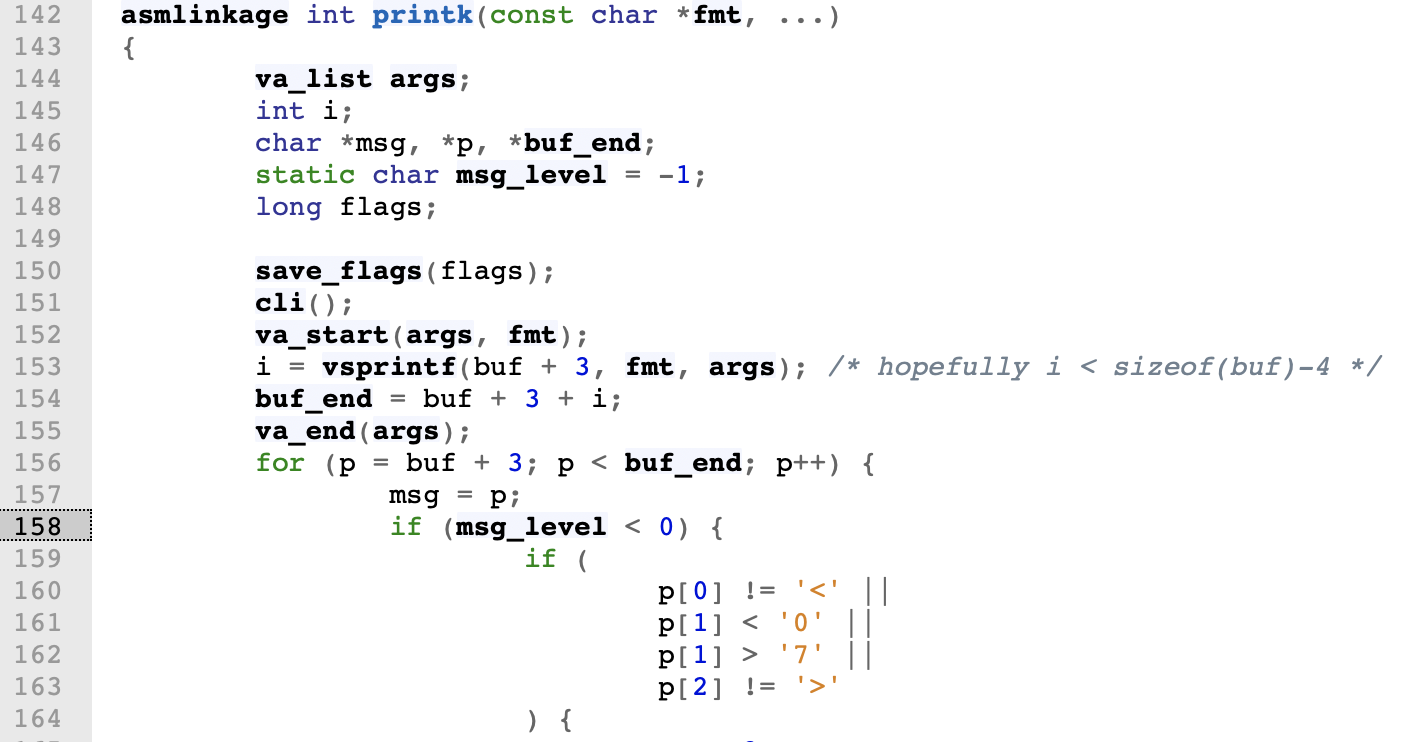 142 asmlinkage int printk(const char *fmt, ...)
143 {
144         va_list args;
145         int i;
146         char *msg, *p, *buf_end;
147         static char msg_level = -1;
148         long flags;
149
150         save_flags(flags);
151         cli();
152         va_start(args, fmt);
153         i = vsprintf(buf + 3, fmt, args); /* hopefully i < sizeof(buf)-4 */
154         buf_end = buf + 3 + i;
155         va_end(args);
156         for (p = buf + 3; p < buf_end; p++) {
157                 msg = p;
158                 if (msg_level < 0) {
159                         if (
160                                 p[0] != '<' ||
161                                 p[1] < '0' ||
162                                 p[1] > '7' ||
163                                 p[2] != '>'
164                         ) {